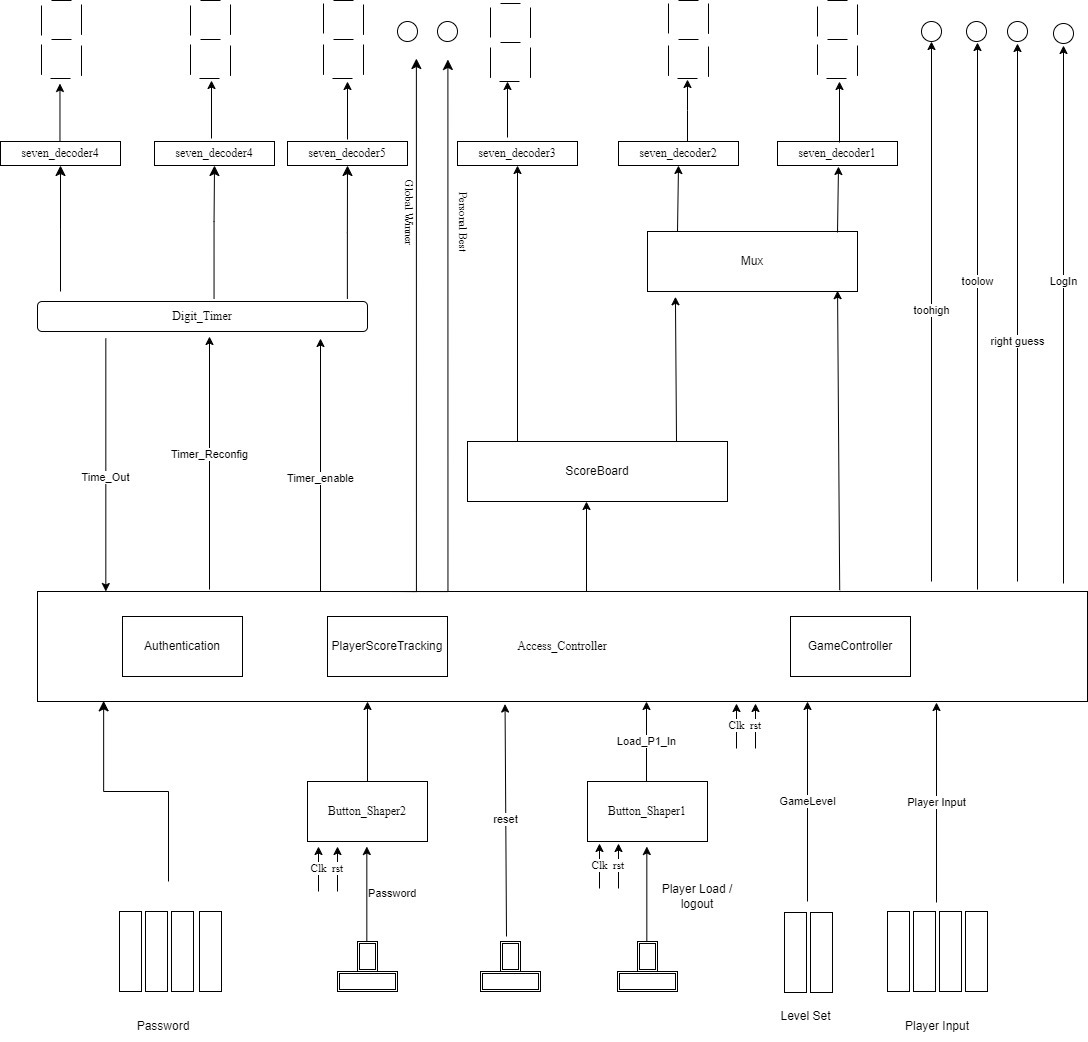 seven_decoder4
seven_decoder4
seven_decoder5
seven_decoder3
seven_decoder2
seven_decoder1
Global Winner
Personal Best
Mux
toohigh
toolow
right guess
LogIn
Digit_Timer
Time_Out
Timer_Reconfig
Timer_enable
ScoreBoard
Authentication
PlayerScoreTracking
Access_Controller
GameController
Load_P1_In
Clk rst
Button_Shaper2
reset
Button_Shaper1
GameLevel
Player Input
Clk rst
Clk rst
Password
Player Load /
logout
Password
Level Set
Player Input